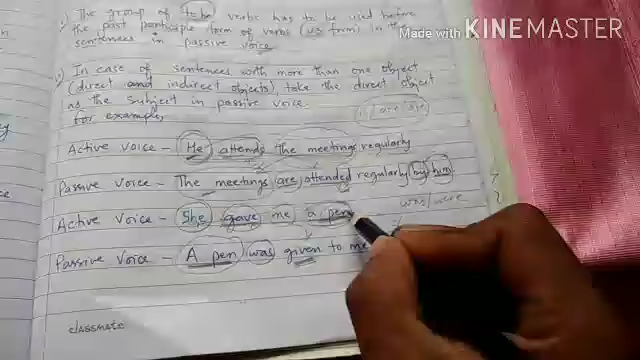 Made with KINEMASTER
The group of to be verbs has to be used before
the past participle form of verbs (V3 form) in the
sentences in passive voice
In case of sentences with more than one object
(direct and indirect objects), take the direct object
as the subject in passive voice.
for example
is/are
Active voice - He attends the meetings regularly
Passive Voice - The meetings are attended regularly by him
was/were
Active voice - She gave me a pen
Passive Voice - A pen was given to me
classmate